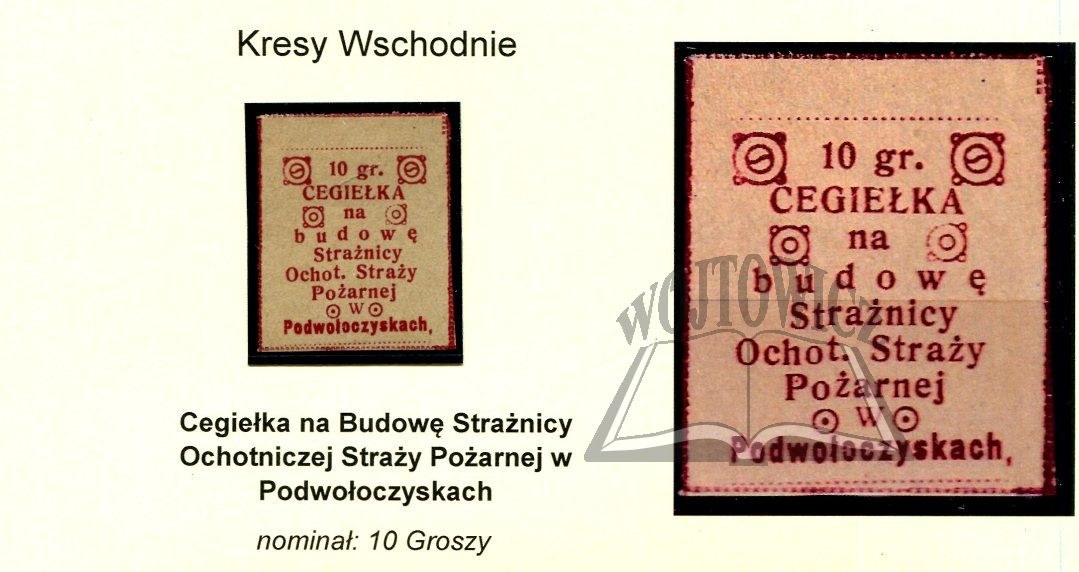 Kresy Wschodnie
10 gr.
CEGIEŁKA
na
budowę
Strażnicy
Ochot. Straży
Pożarnej
W
Podwołoczyskach,
Cegiełka na Budowę Strażnicy
Ochotniczej Straży Pożarnej w
Podwołoczyskach
nominał: 10 Groszy
10 gr.
CEGIEŁKA
na
budowę
Strażnicy
Ochot. Straży
Pożarnej
W
Podwołoczyskach,
WOJTOWICZ